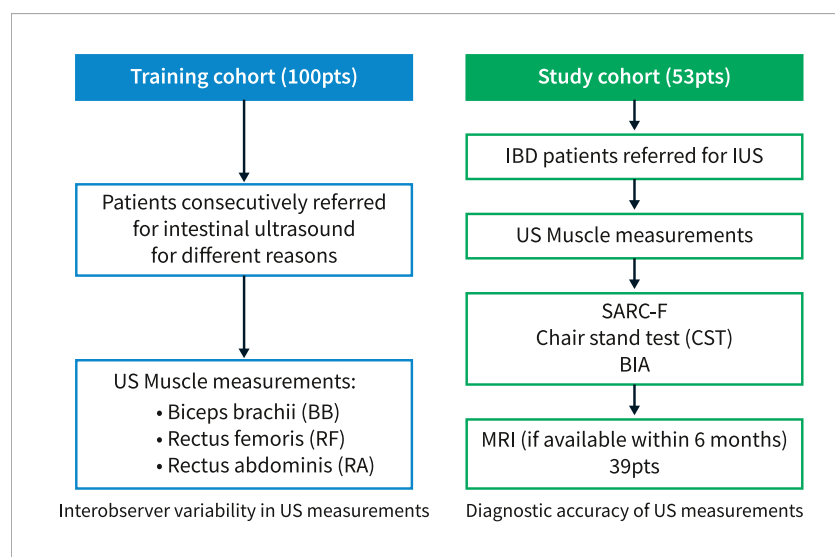 Training cohort (100pts)
Patients consecutively referred
for intestinal ultrasound
for different reasons
US Muscle measurements:
• Biceps brachii (BB)
• Rectus femoris (RF)
• Rectus abdominis (RA)
Interobserver variability in US measurements
Study cohort (53pts)
IBD patients referred for IUS
US Muscle measurements
SARC-F
Chair stand test (CST)
BIA
MRI (if available within 6 months)
39pts
Diagnostic accuracy of US measurements